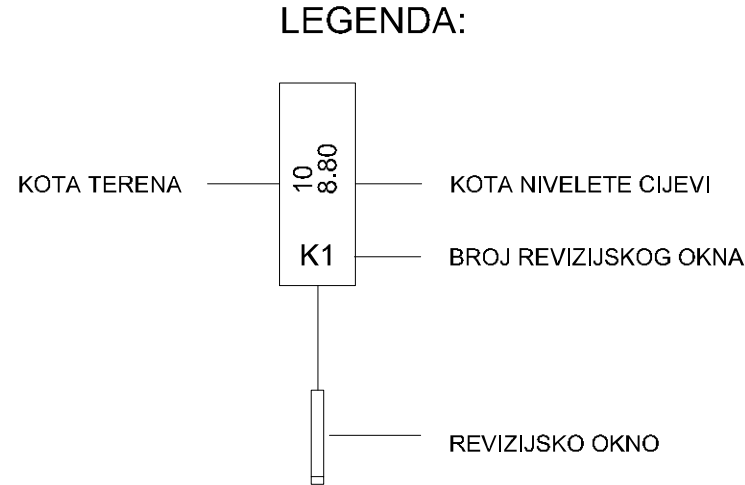 LEGENDA:
10
8.80
KOTA TERENA
KOTA NIVELETE CIJEVI
K1
BROJ REVIZIJSKOG OKNA
REVIZIJSKO OKNO